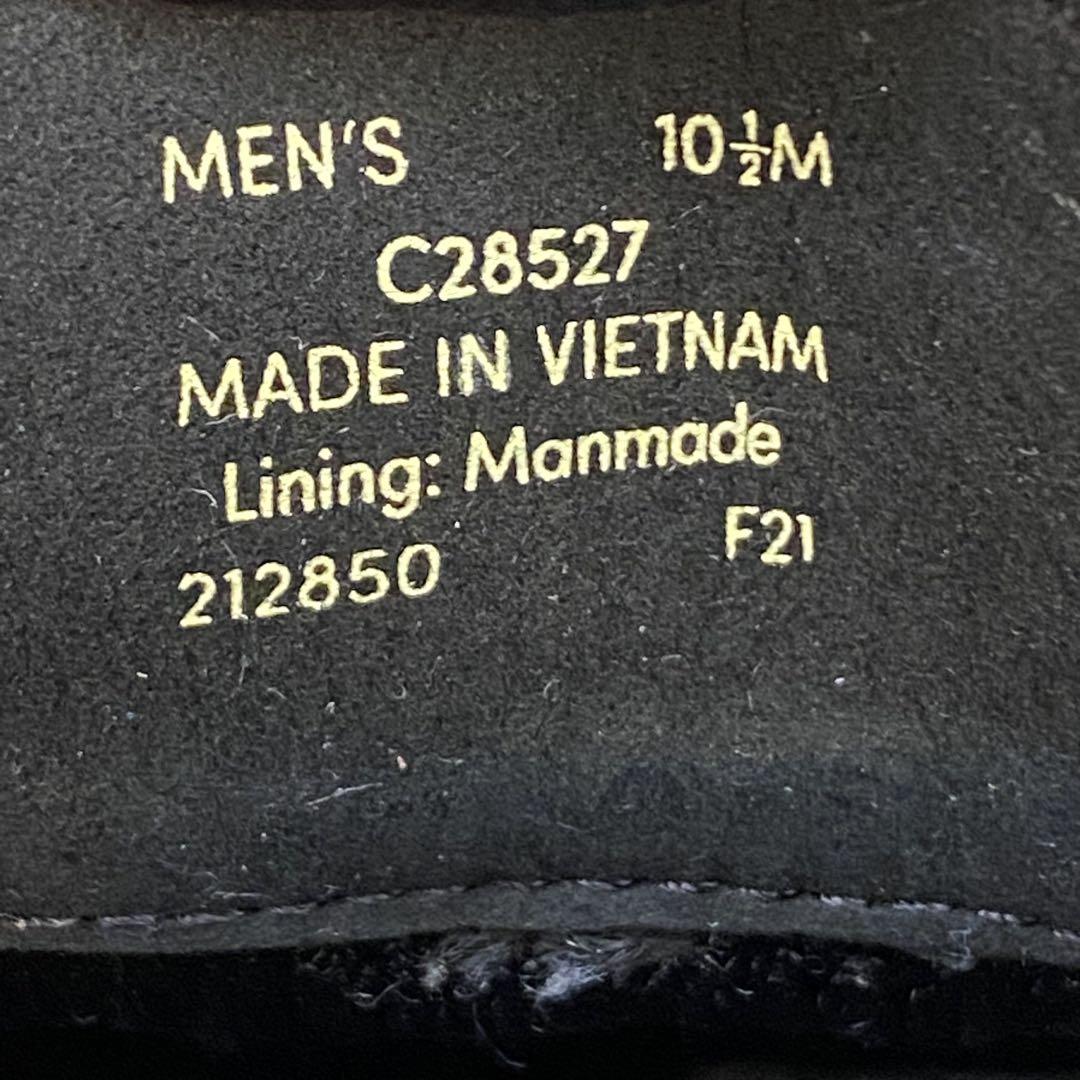 MEN'S 10½M
C28527
MADE IN VIETNAM
Lining: Manmade
212850 F21